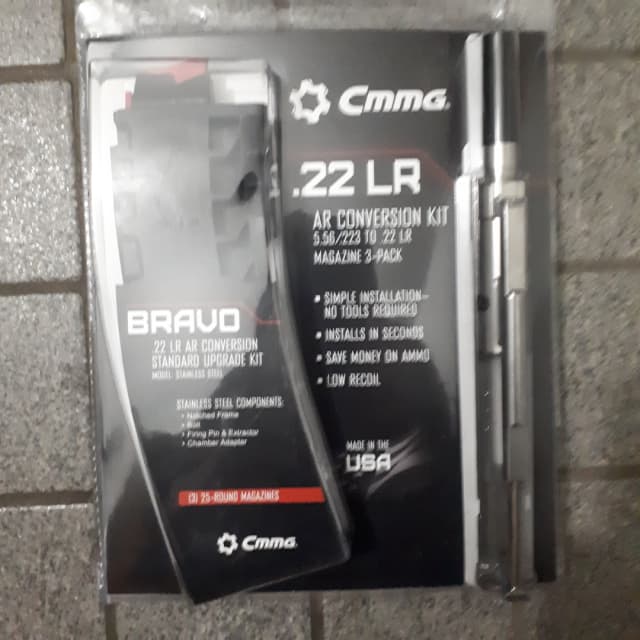 CMMG.
.22 LR
AR CONVERSION KIT
5.56/.223 TO .22 LR
MAGAZINE 3-PACK
• SIMPLE INSTALLATION—
NO TOOLS REQUIRED
• INSTALLS IN SECONDS
• SAVE MONEY ON AMMO
• LOW RECOIL
MADE IN THE
USA
BRAVO
.22 LR AR CONVERSION
STANDARD UPGRADE KIT
MODEL: STAINLESS STEEL
STAINLESS STEEL COMPONENTS:
• Notched Frame
• Bolt
• Firing Pin & Extractor
• Chamber Adapter
(3) 25-ROUND MAGAZINES
CMMG.